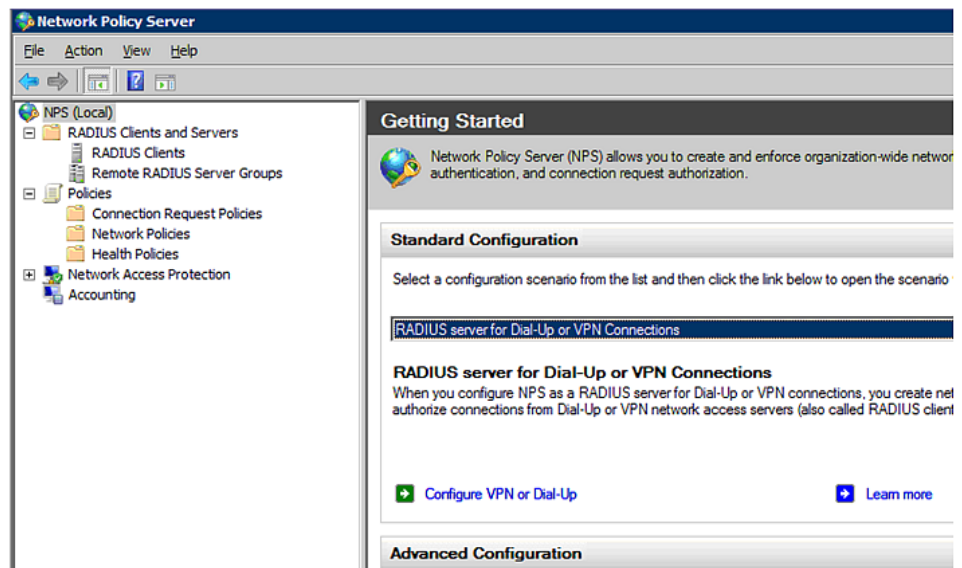 Network Policy Server
File Action View Help
NPS (Local)
RADIUS Clients and Servers
RADIUS Clients
Remote RADIUS Server Groups
Policies
Connection Request Policies
Network Policies
Health Policies
Network Access Protection
Accounting
Getting Started
Network Policy Server (NPS) allows you to create and enforce organization-wide networ
authentication, and connection request authorization.
Standard Configuration
Select a configuration scenario from the list and then click the link below to open the scenario
RADIUS server for Dial-Up or VPN Connections
RADIUS server for Dial-Up or VPN Connections
When you configure NPS as a RADIUS server for Dial-Up or VPN connections, you create net
authorize connections from Dial-Up or VPN network access servers (also called RADIUS client
Configure VPN or Dial-Up Learn more
Advanced Configuration